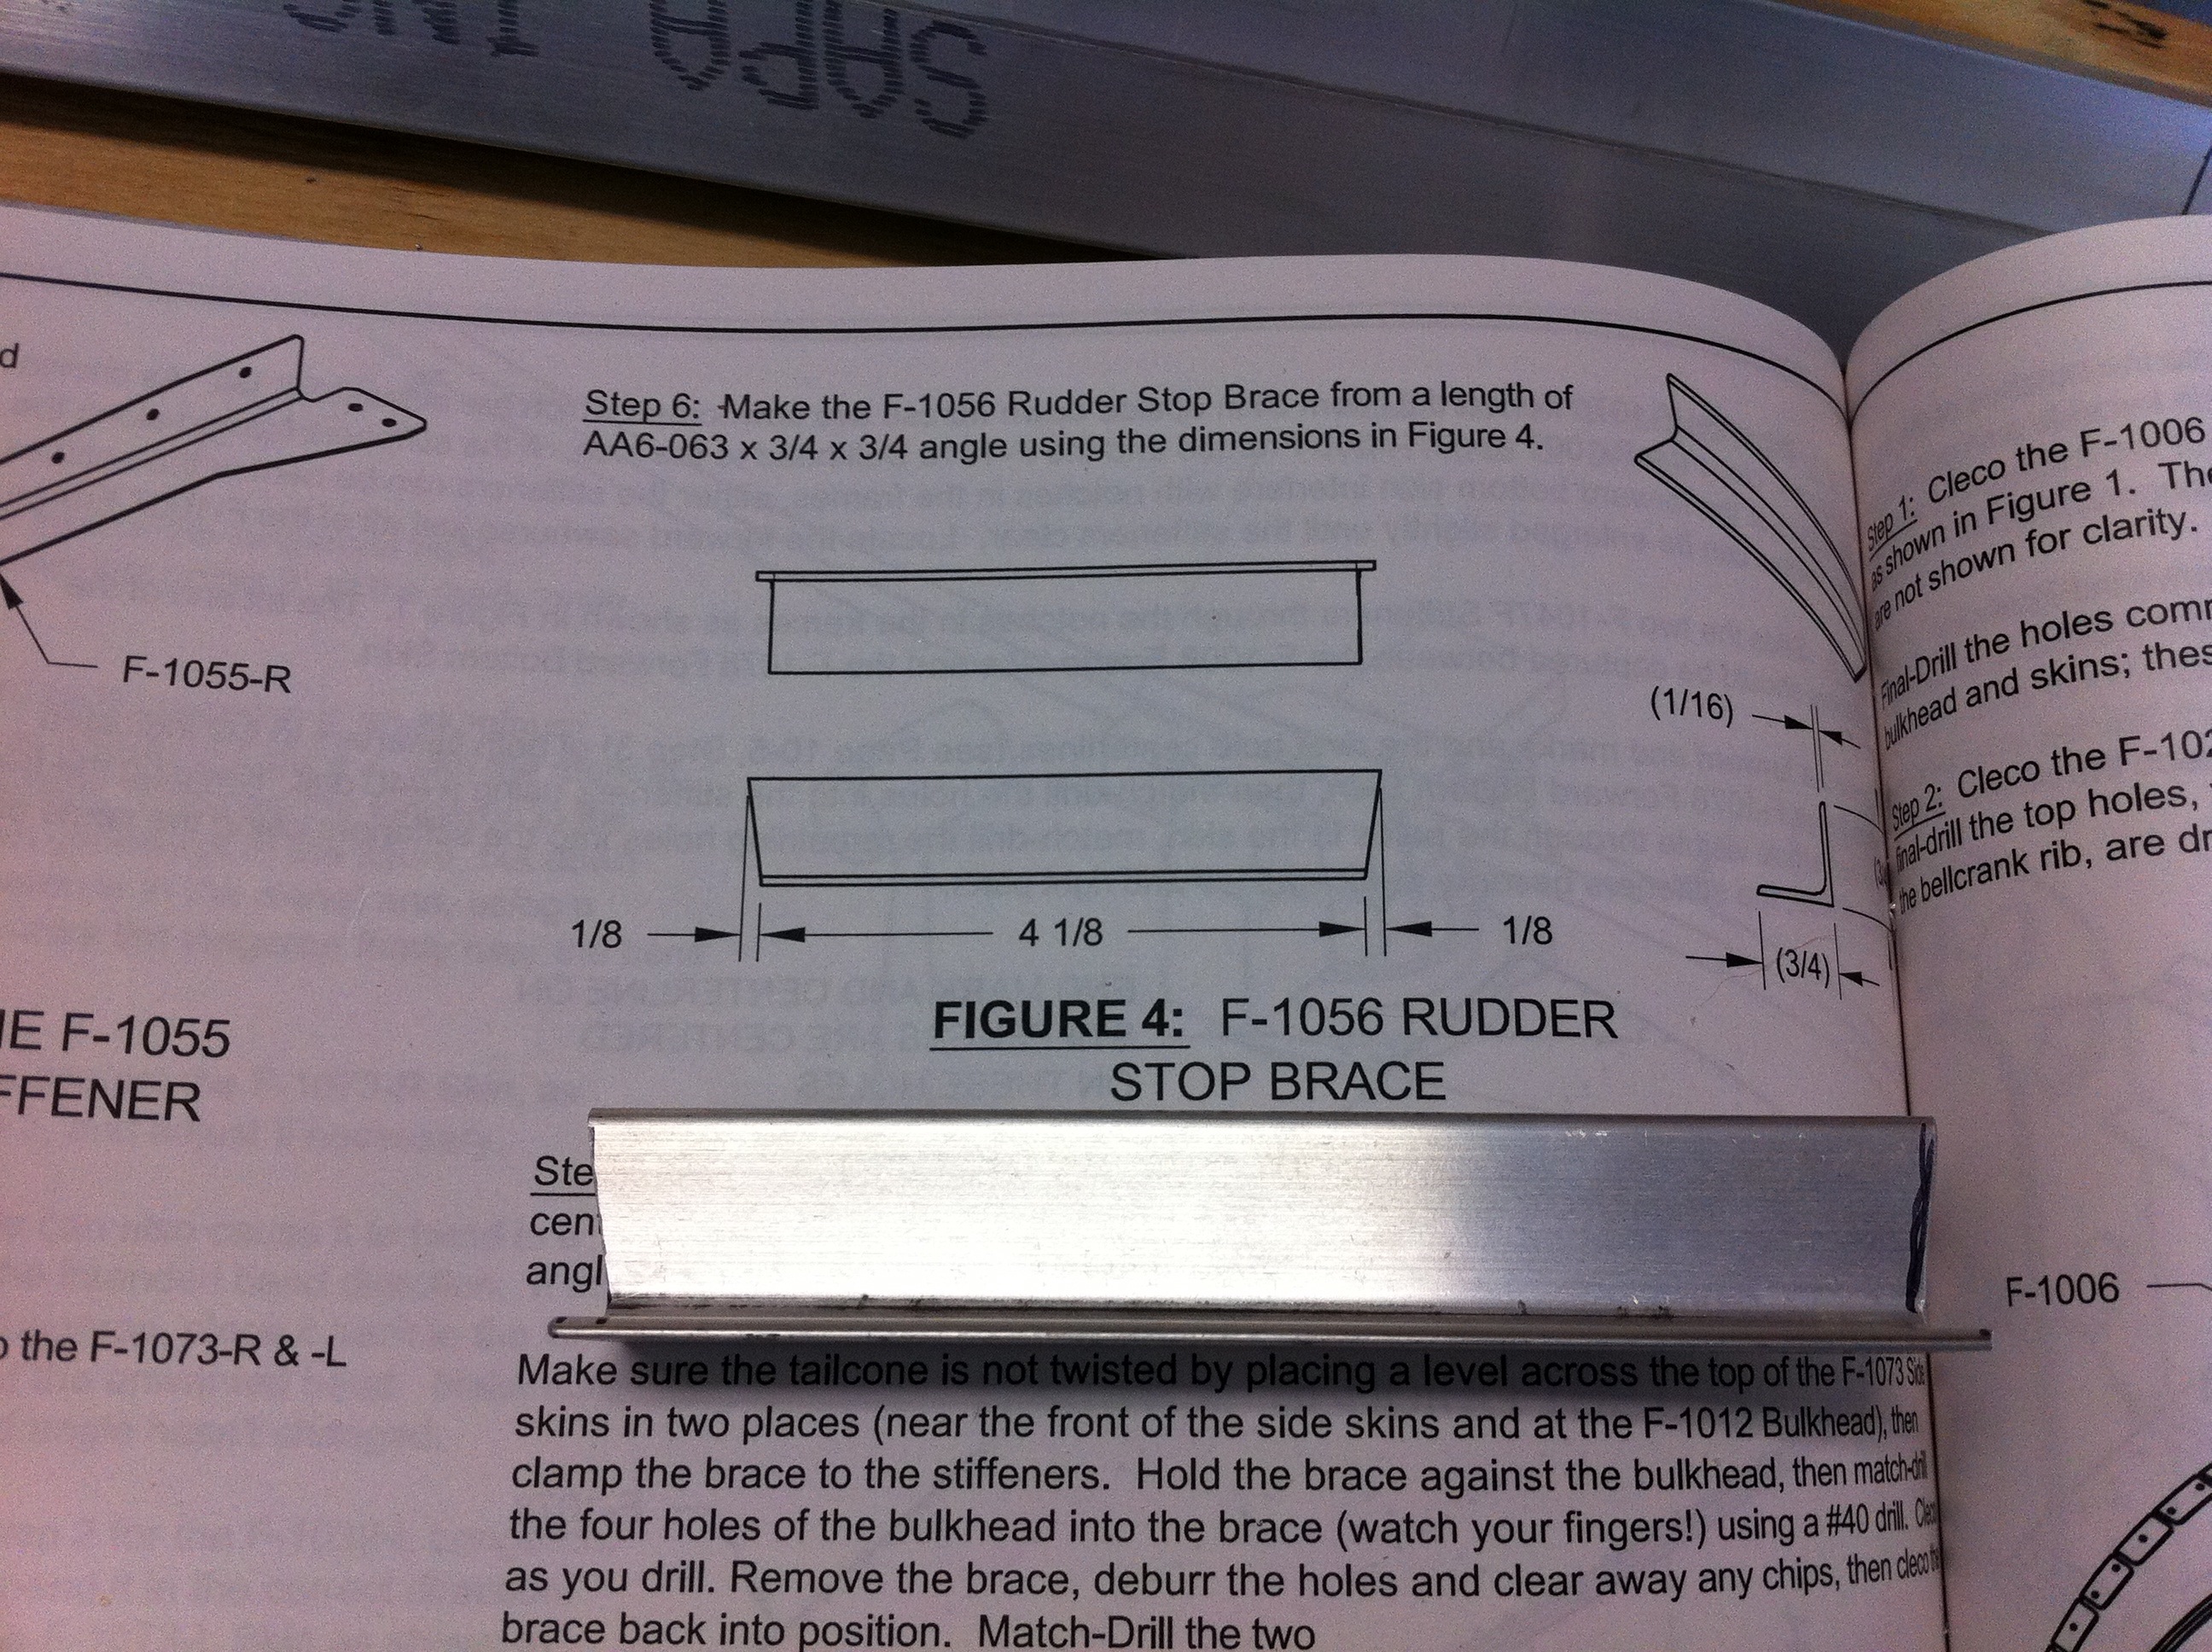 SAPA INC
d
F-1055-R
IE F-1055
FFENER
the F-1073-R & -L
Step 6: Make the F-1056 Rudder Stop Brace from a length of
AA6-063 x 3/4 x 3/4 angle using the dimensions in Figure 4.
(1/16)
1/8
4 1/8
1/8
(3/4)
FIGURE 4: F-1056 RUDDER
STOP BRACE
Ste
cent
angl
Make sure the tailcone is not twisted by placing a level across the top of the F-1073 Side
skins in two places (near the front of the side skins and at the F-1012 Bulkhead), then
clamp the brace to the stiffeners. Hold the brace against the bulkhead, then match-drill
the four holes of the bulkhead into the brace (watch your fingers!) using a #40 drill. Cleco
as you drill. Remove the brace, deburr the holes and clear away any chips, then cleco the
brace back into position. Match-Drill the two
Step 1: Cleco the F-1006
as shown in Figure 1. The
are not shown for clarity.
Final-Drill the holes comm
bulkhead and skins; thes
Step 2: Cleco the F-102
final-drill the top holes,
the bellcrank rib, are dr
F-1006